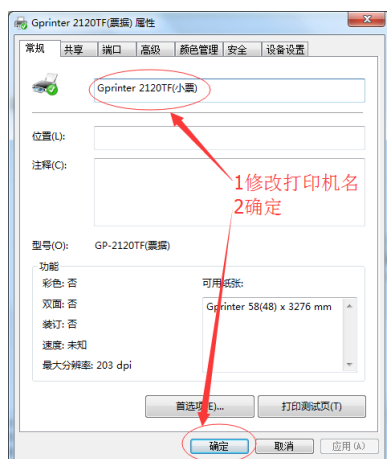 Gprinter 2120TF(票据) 属性
常规 共享 端口 高级 颜色管理 安全 设备设置
Gprinter 2120TF(小票)
位置(L):
注释(C):
1修改打印机名
2确定
型号(O): GP-2120TF(票据)
功能
彩色: 否 可用纸张:
双面: 否 Gprinter 58(48) x 3276 mm
装订: 否
速度: 未知
最大分辨率: 203 dpi
首选项(E)... 打印测试页(T)
确定 取消 应用(A)